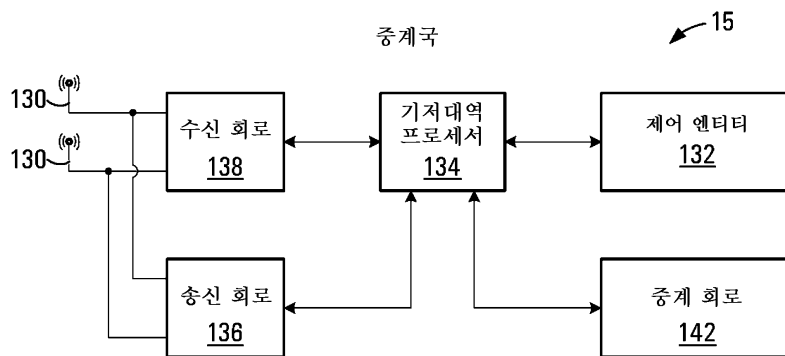 중계국
15
130
130
수신 회로
138
기저대역
프로세서
134
제어 엔티티
132
송신 회로
136
중계 회로
142